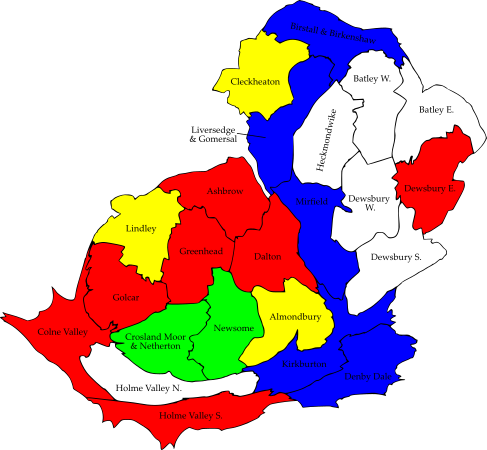 Birstall & Birkenshaw
Batley W.
Cleckheaton
Batley E.
Liversedge
& Gomersal
Heckmondwike
Ashbrow
Dewsbury E.
Mirfield
Dewsbury
W.
Lindley
Greenhead
Dalton
Dewsbury S.
Golcar
Almondbury
Colne Valley
Newsome
Crosland Moor
& Netherton
Kirkburton
Denby Dale
Holme Valley N.
Holme Valley S.